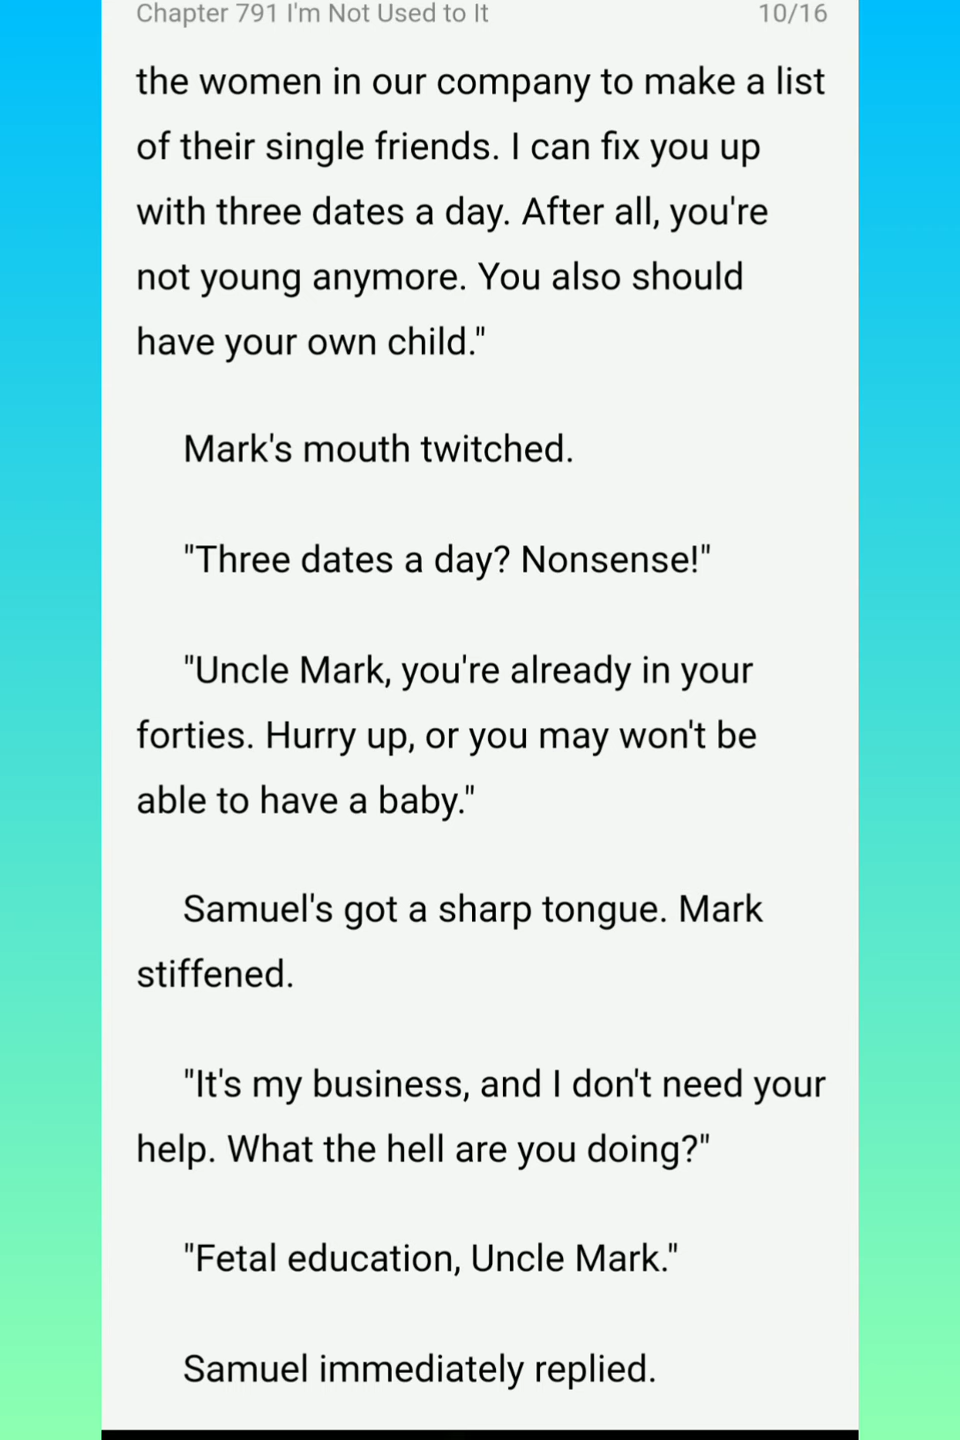 Chapter 791 I'm Not Used to It 10/16
the women in our company to make a list
of their single friends. I can fix you up
with three dates a day. After all, you're
not young anymore. You also should
have your own child."
Mark's mouth twitched.
"Three dates a day? Nonsense!"
"Uncle Mark, you're already in your
forties. Hurry up, or you may won't be
able to have a baby."
Samuel's got a sharp tongue. Mark
stiffened.
"It's my business, and I don't need your
help. What the hell are you doing?"
"Fetal education, Uncle Mark."
Samuel immediately replied.